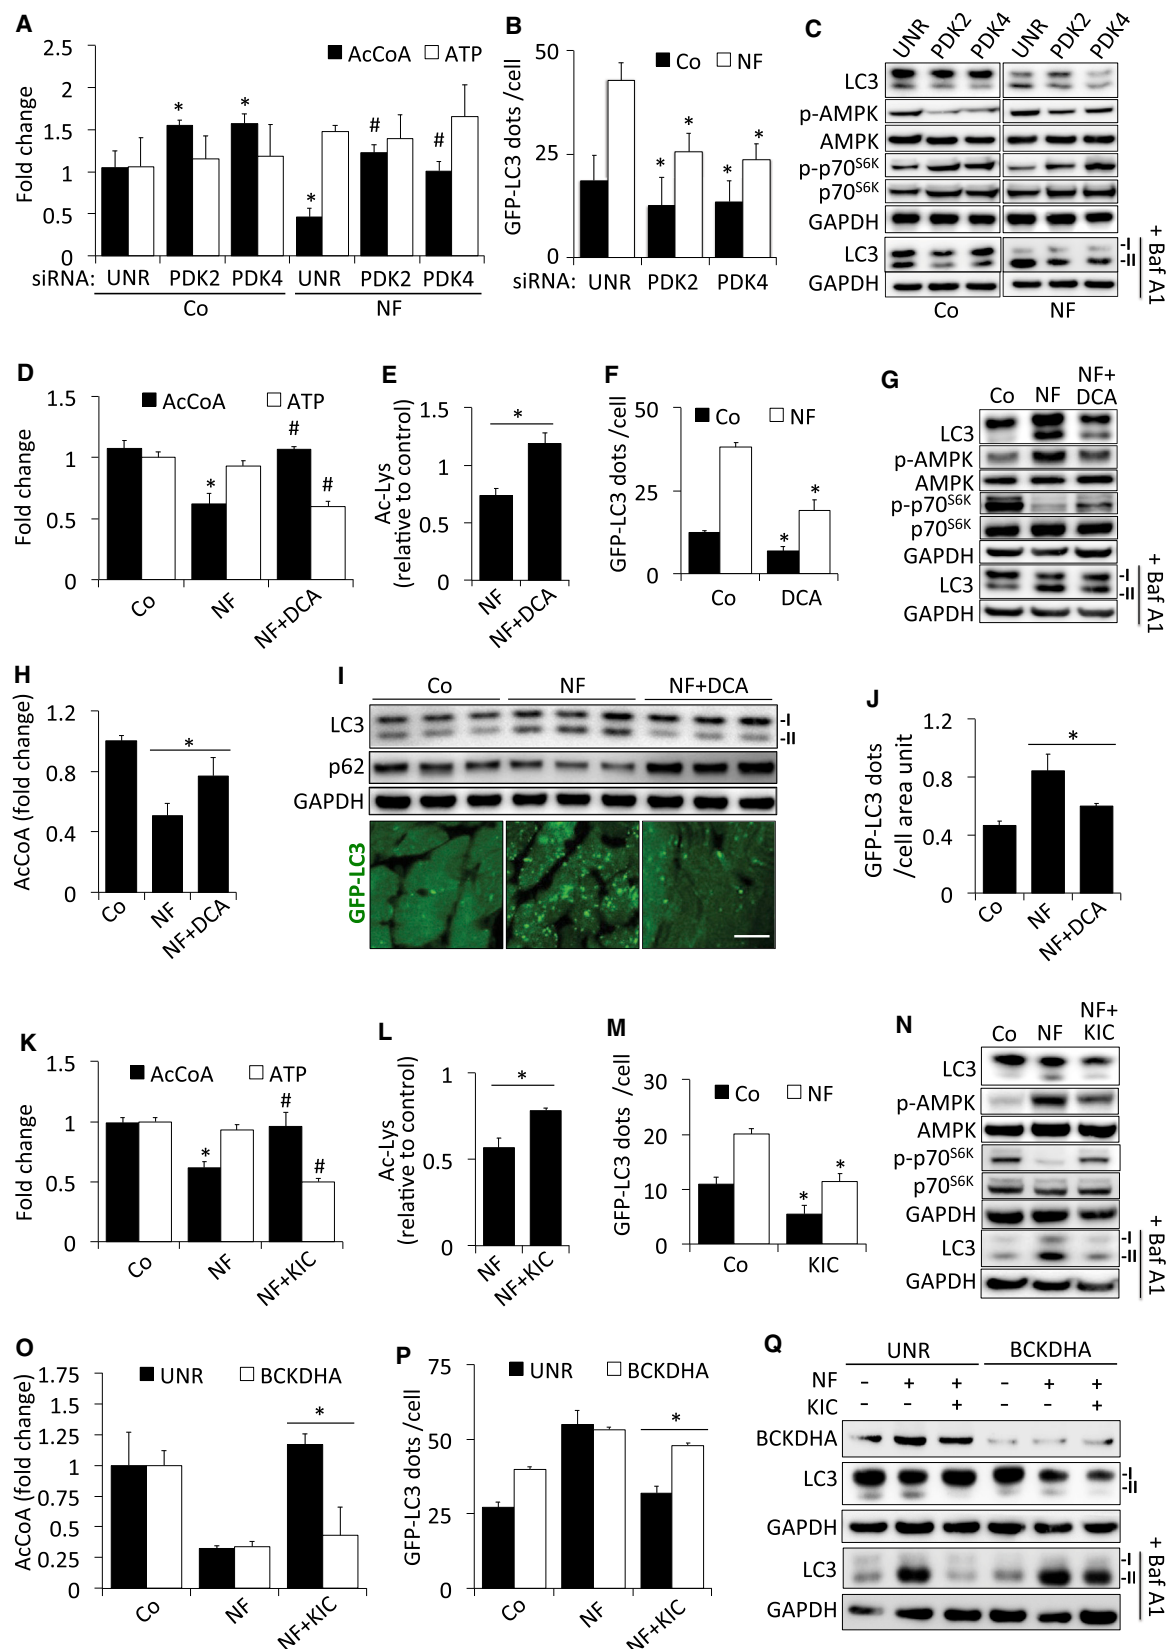 A
Fold change
2.5
2
1.5
1
0.5
0
AcCoA ATP
* * * # #
siRNA: UNR PDK2 PDK4 UNR PDK2 PDK4
Co NF
B
GFP-LC3 dots /cell
50
25
0
Co NF
* * * *
siRNA: UNR PDK2 PDK4
C
UNR PDK2 PDK4 UNR PDK2 PDK4
LC3
p-AMPK
AMPK
p-p70S6K
p70S6K
GAPDH
LC3 -I
-II
GAPDH
+ Baf A1
Co NF
D
Fold change
1.5
1
0.5
0
AcCoA ATP
* # #
Co NF NF+DCA
E
Ac-Lys
(relative to control)
1.5
1
0.5
0
*
NF NF+DCA
F
GFP-LC3 dots /cell
50
25
0
Co NF
* *
Co DCA
G
Co NF NF+
DCA
LC3
p-AMPK
AMPK
p-p70S6K
p70S6K
GAPDH
LC3 -I
-II
GAPDH
+ Baf A1
H
AcCoA (fold change)
1.2
0.8
0.4
0
*
Co NF NF+DCA
I
Co NF NF+DCA
LC3 -I
-II
p62
GAPDH
GFP-LC3
J
GFP-LC3 dots
/cell area unit
1.2
0.8
0.4
0
*
Co NF NF+DCA
K
Fold change
1.5
1
0.5
0
AcCoA ATP
* # #
Co NF NF+KIC
L
Ac-Lys
(relative to control)
1
0.5
0
*
NF NF+KIC
M
GFP-LC3 dots /cell
30
20
10
0
Co NF
* *
Co KIC
N
Co NF NF+
KIC
LC3
p-AMPK
AMPK
p-p70S6K
p70S6K
GAPDH
LC3 -I
-II
GAPDH
+ Baf A1
O
AcCoA (fold change)
1.75
1.5
1.25
1
0.75
0.5
0.25
0
UNR BCKDHA
*
Co NF NF+KIC
P
GFP-LC3 dots /cell
75
50
25
0
UNR BCKDHA
*
Co NF NF+KIC
Q
UNR BCKDHA
NF - + + - + +
KIC - - + - - +
BCKDHA
LC3 -I
-II
GAPDH
LC3 -I
-II
GAPDH
+ Baf A1